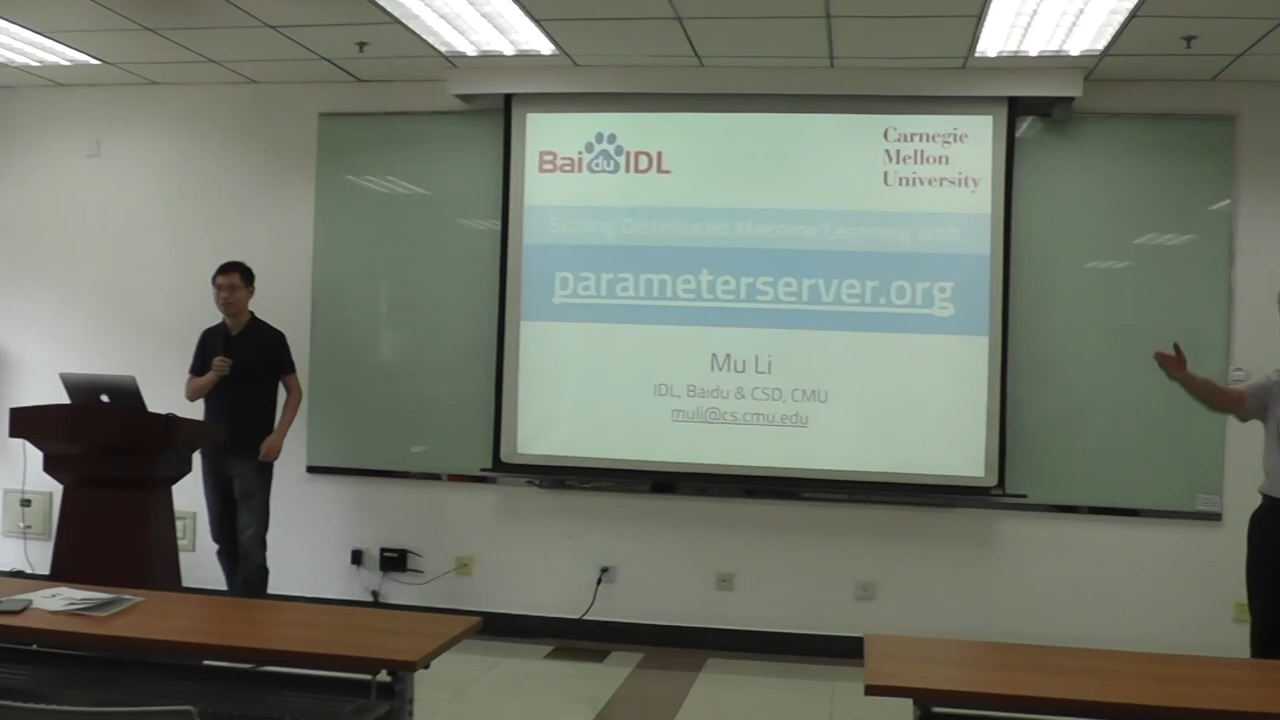 Baidu IDL
Carnegie
Mellon
University
Scaling Distributed Machine Learning with
parameterserver.org
Mu Li
IDL, Baidu & CSD, CMU
muli@cs.cmu.edu